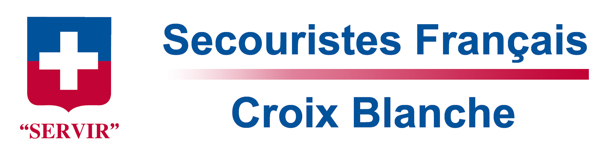 Secouristes Français
Croix Blanche
“SERVIR”